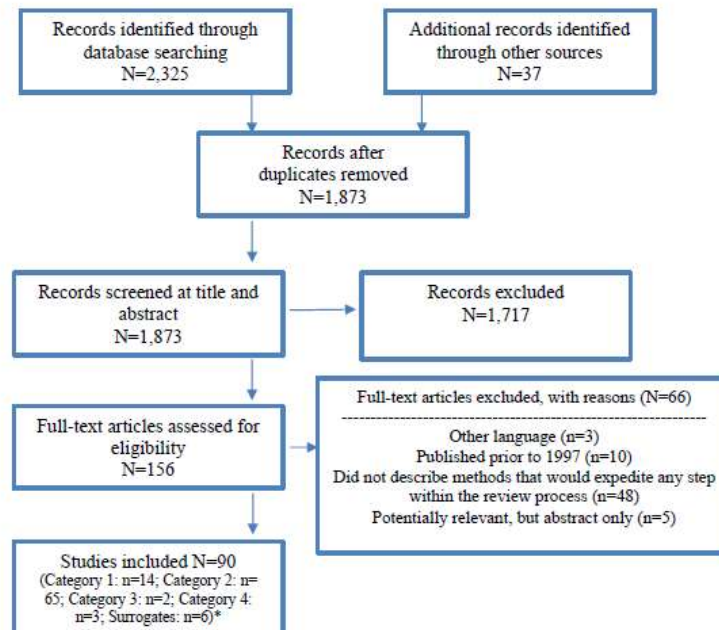 Records identified through
database searching
N=2,325
Additional records identified
through other sources
N=37
Records after
duplicates removed
N=1,873
Records screened at title and
abstract
N=1,873
Records excluded
N=1,717
Full-text articles assessed for
eligibility
N=156
Full-text articles excluded, with reasons (N=66)
Other language (n=3)
Published prior to 1997 (n=10)
Did not describe methods that would expedite any step
within the review process (n=48)
Potentially relevant, but abstract only (n=5)
Studies included N=90
(Category 1: n=14; Category 2: n=
65; Category 3: n=2; Category 4:
n=3; Surrogates: n=6)*